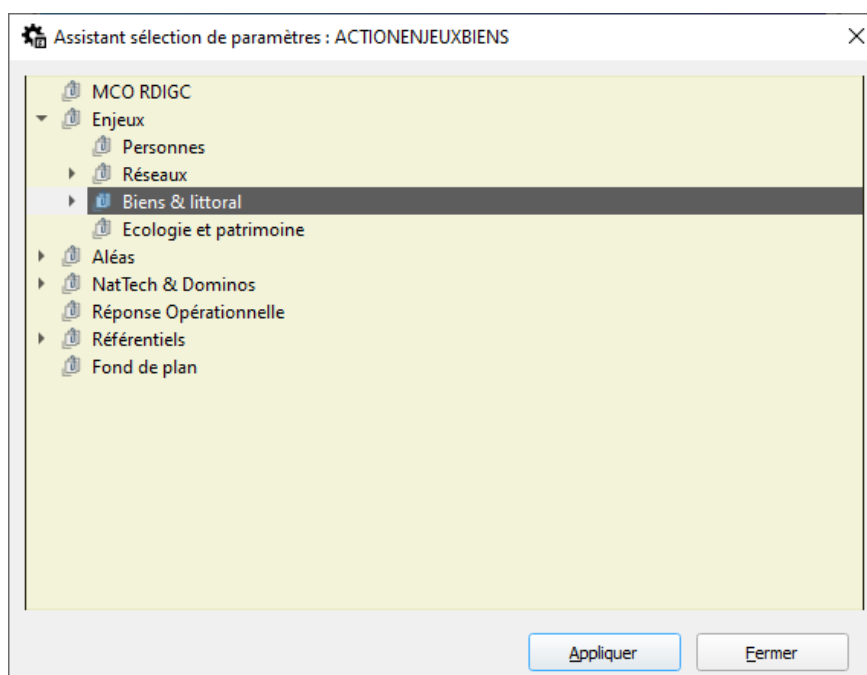 Assistant sélection de paramètres : ACTIONENJEUXBIENS
MCO RDIGC
Enjeux
Personnes
Réseaux
Biens & littoral
Ecologie et patrimoine
Aléas
NatTech & Dominos
Réponse Opérationnelle
Référentiels
Fond de plan
Appliquer
Fermer